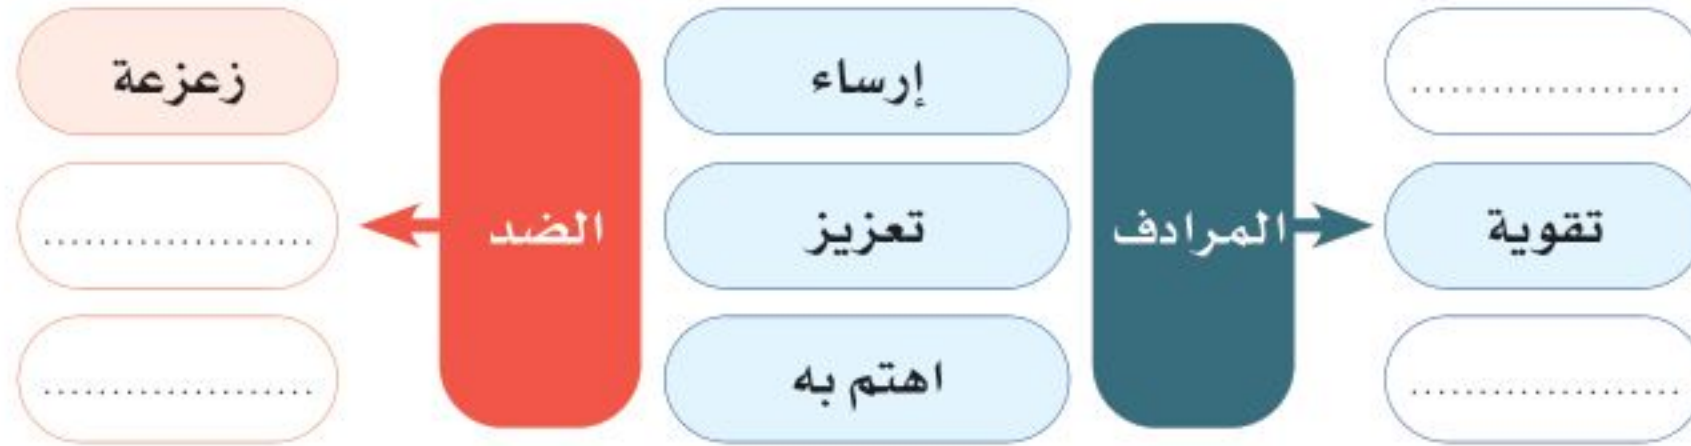 .................... إرساء زعزعة
المرادف الضد
تقوية تعزيز ....................
.................... اهتم به ....................